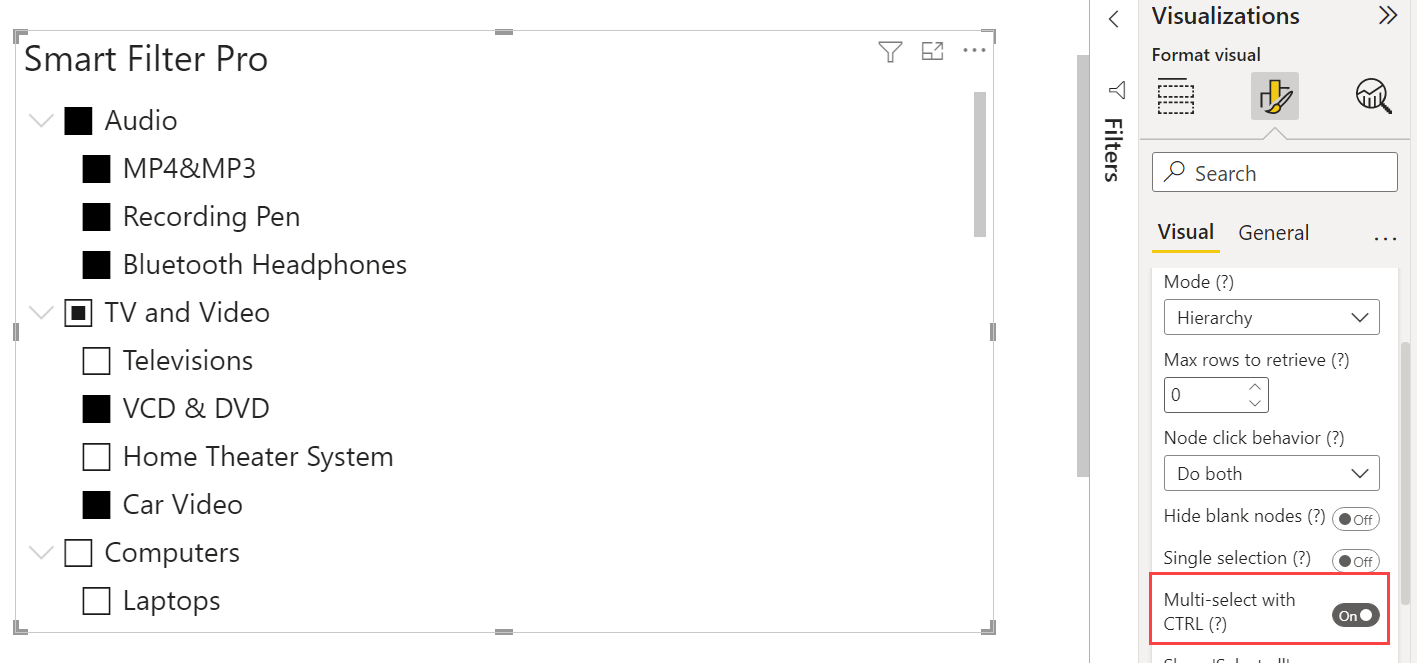 Smart Filter Pro
Audio
MP4&MP3
Recording Pen
Bluetooth Headphones
TV and Video
Televisions
VCD & DVD
Home Theater System
Car Video
Computers
Laptops
Filters
Visualizations
Format visual
Search
Visual General
Mode (?)
Hierarchy
Max rows to retrieve (?)
0
Node click behavior (?)
Do both
Hide blank nodes (?) Off
Single selection (?) Off
Multi-select with
CTRL (?) On